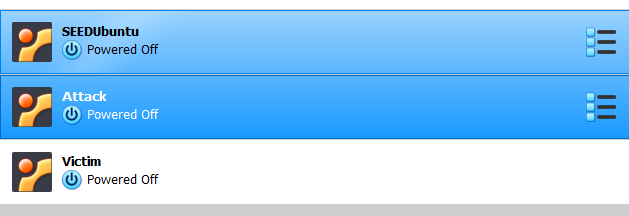 SEEDUbuntu
Powered Off
Attack
Powered Off
Victim
Powered Off